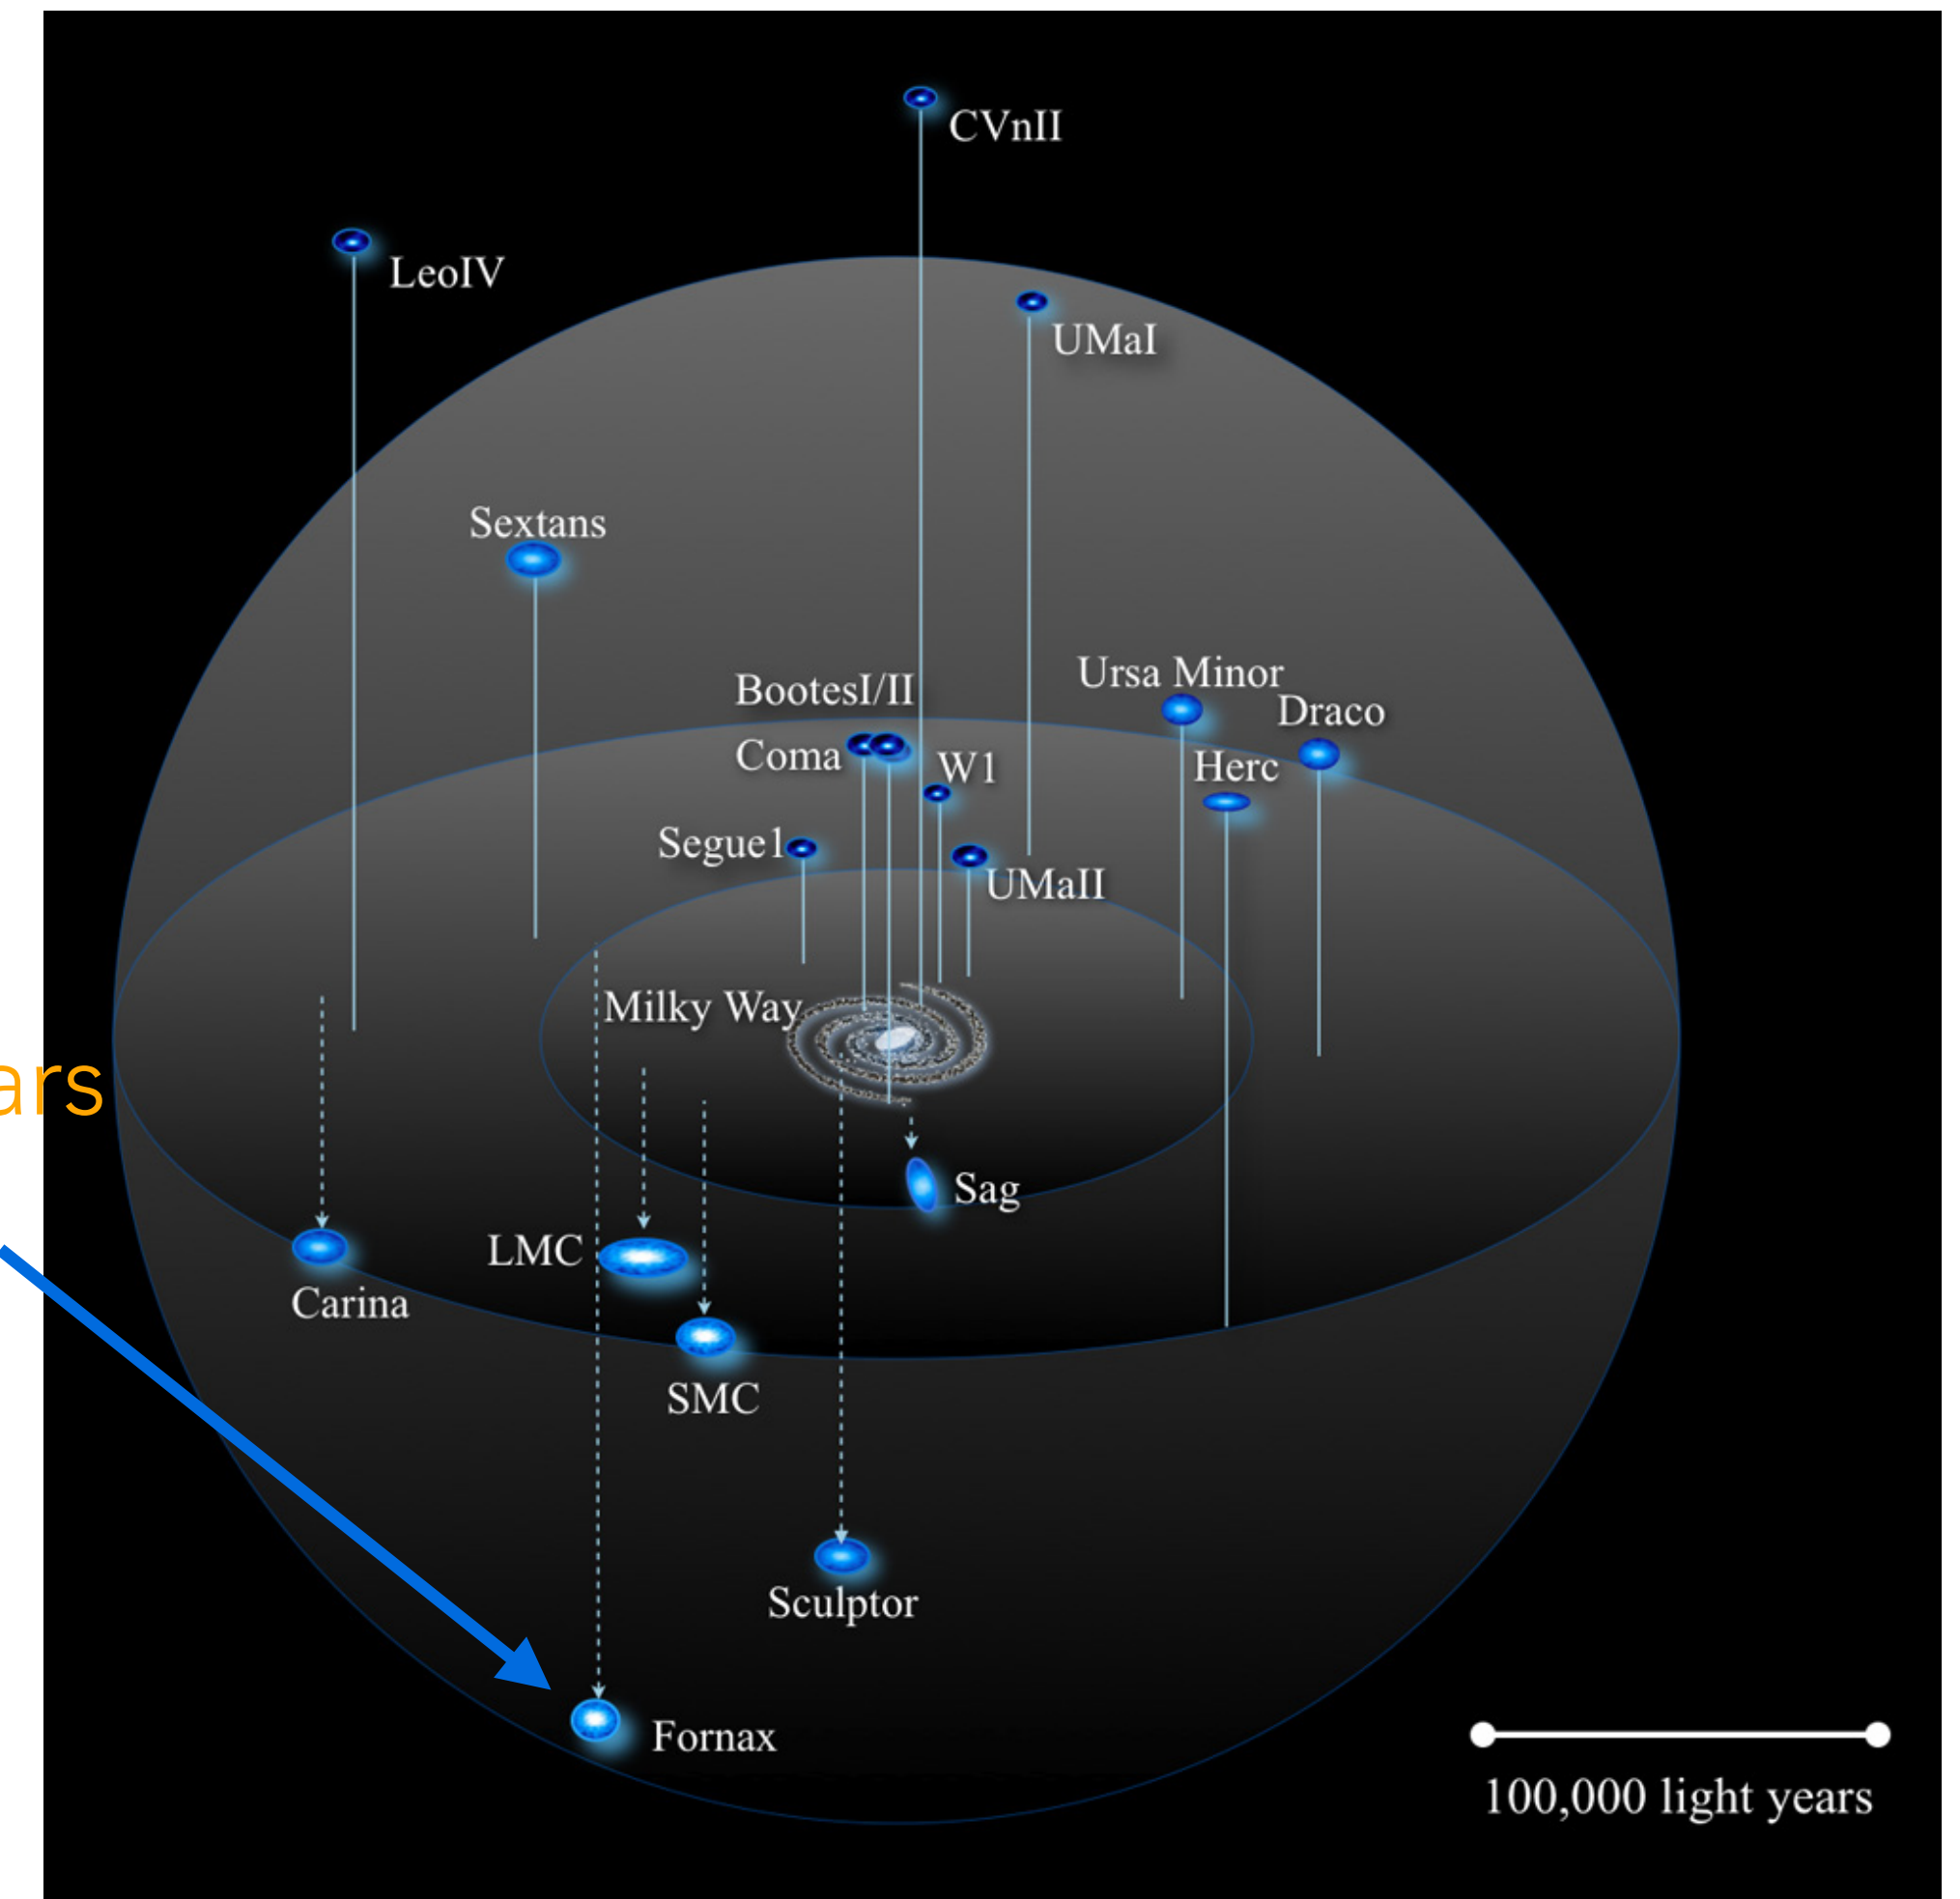 CVnII
LeoIV
UMaI
Sextans
Ursa Minor
BootesI/II
Draco
Coma
W1
Herc
Segue1
UMaII
Milky Way
ars
Sag
LMC
Carina
SMC
Sculptor
Fornax
100,000 light years